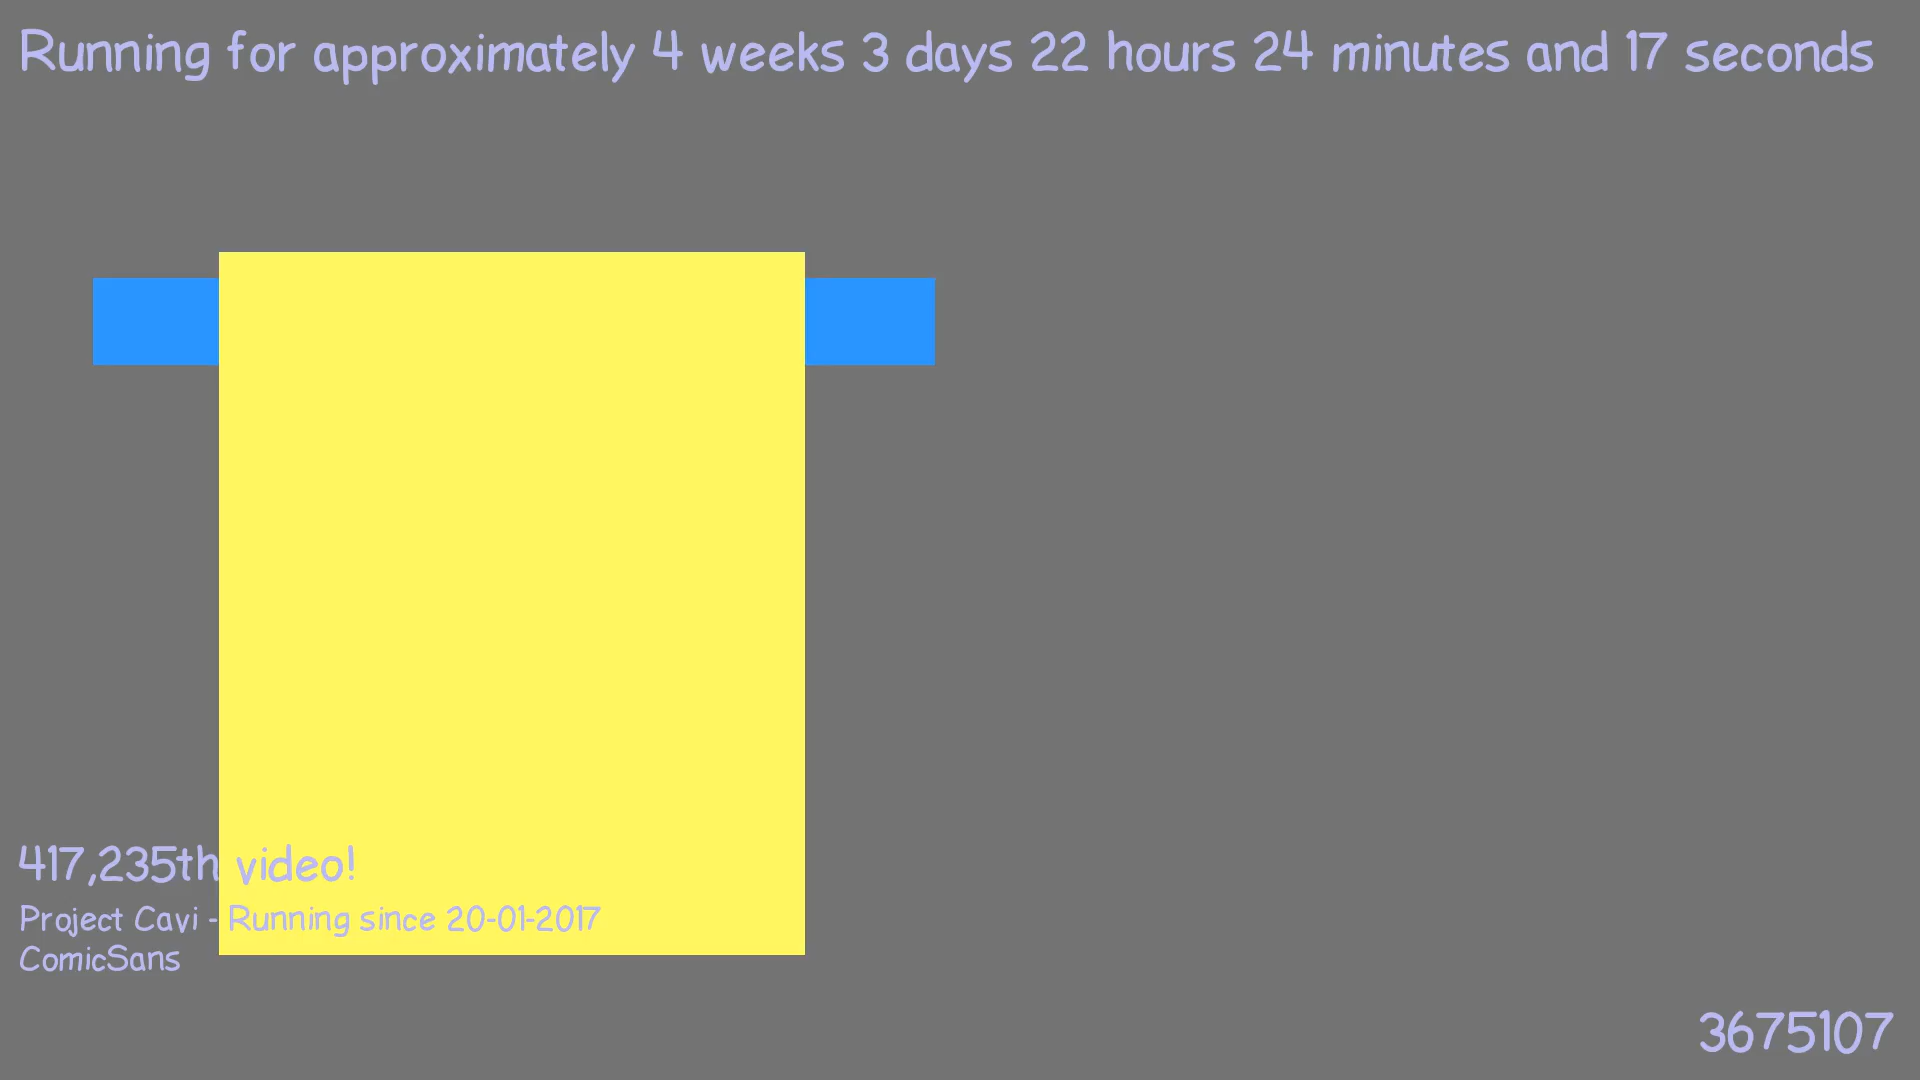 Running for approximately 4 weeks 3 days 22 hours 24 minutes and 17 seconds
417,235th video!
Project Cavi - Running since 20-01-2017
ComicSans
3675107